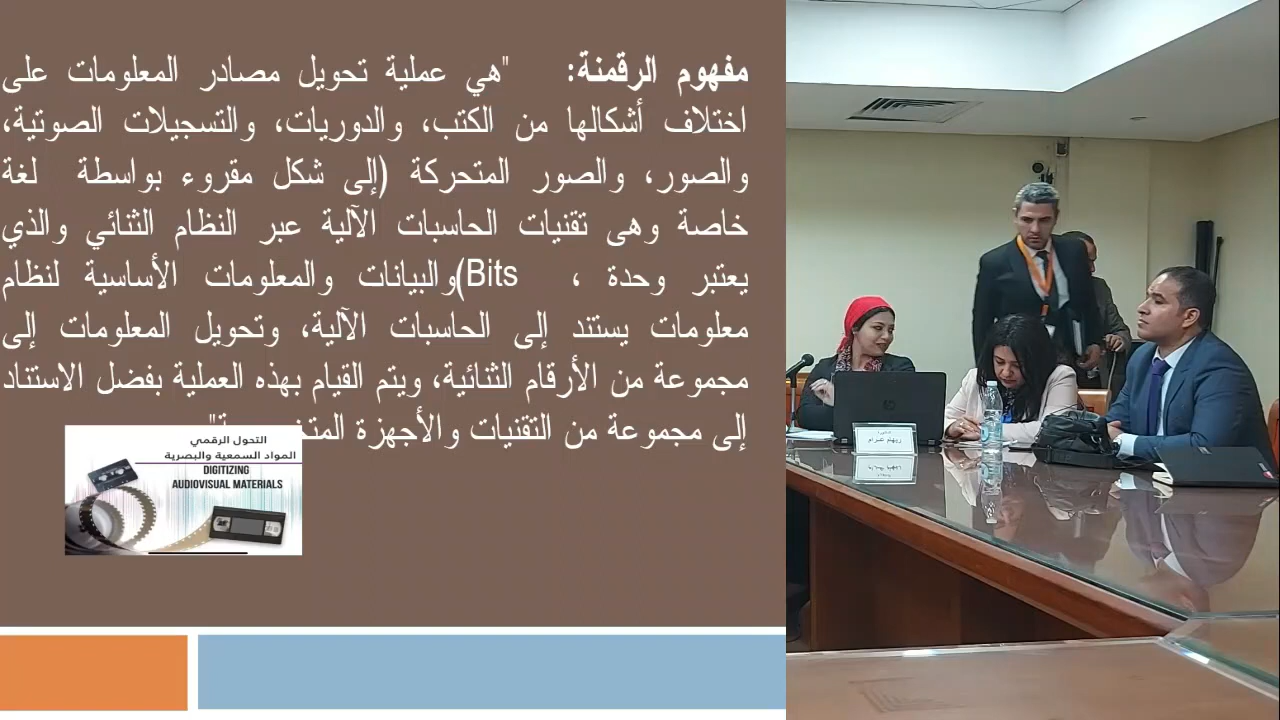 مفهوم الرقمنة: "هي عملية تحويل مصادر المعلومات على
اختلاف أشكالها من الكتب، والدوريات، والتسجيلات الصوتية،
والصور، والصور المتحركة (إلى شكل مقروء بواسطة لغة
خاصة وهى تقنيات الحاسبات الآلية عبر النظام الثنائي والذي
يعتبر وحدة ، Bits)والبيانات والمعلومات الأساسية لنظام
معلومات يستند إلى الحاسبات الآلية، وتحويل المعلومات إلى
مجموعة من الأرقام الثنائية، ويتم القيام بهذه العملية بفضل الاستناد
إلى مجموعة من التقنيات والأجهزة
التحول الرقمي
المواد السمعية والبصرية
DIGITIZING
AUDIOVISUAL MATERIALS
hp